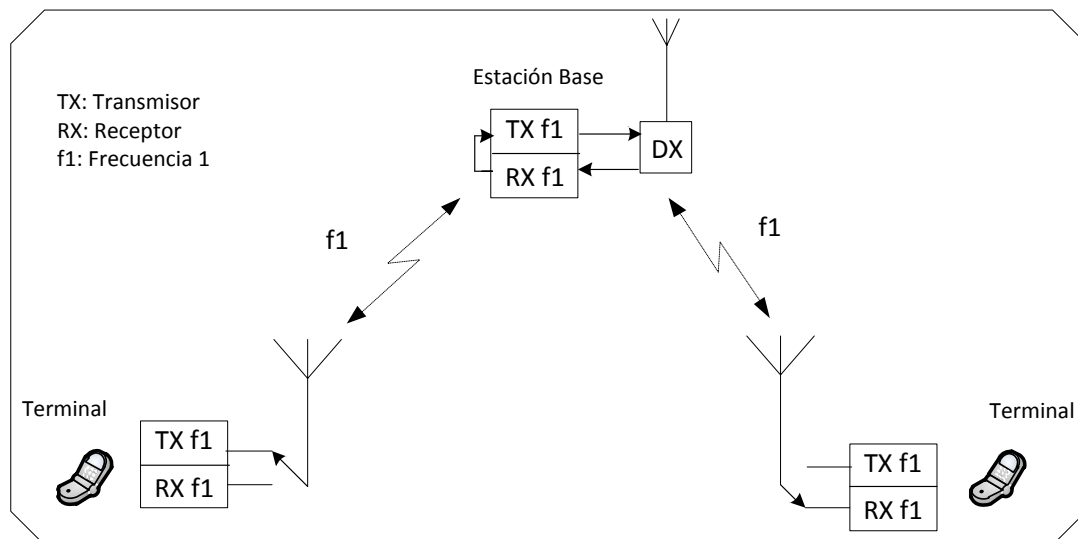 Estación Base
TX: Transmisor
RX: Receptor
f1: Frecuencia 1
TX f1
RX f1
DX
f1
f1
Terminal
TX f1
RX f1
Terminal
TX f1
RX f1